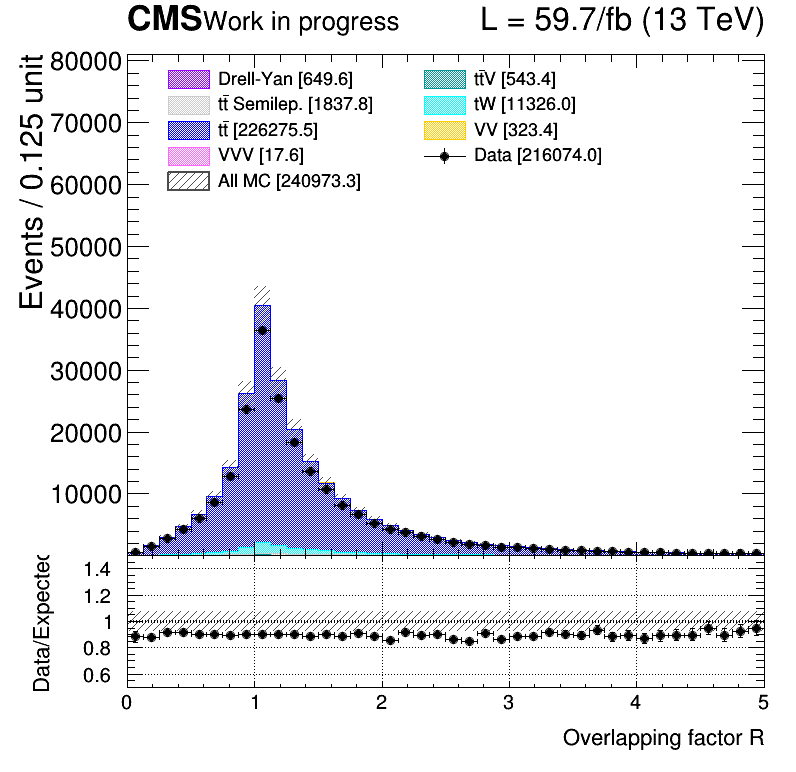 CMS Work in progress L = 59.7/fb (13 TeV)
Events / 0.125 unit
80000
70000
60000
50000
40000
30000
20000
10000
Drell-Yan [649.6]
tt̄ Semilep. [1837.8]
tt̄ [226275.5]
VVV [17.6]
All MC [240973.3]
tt̄V [543.4]
tW [11326.0]
VV [323.4]
Data [216074.0]
Data/Expected
1.4
1.2
1
0.8
0.6
0 1 2 3 4 5
Overlapping factor R